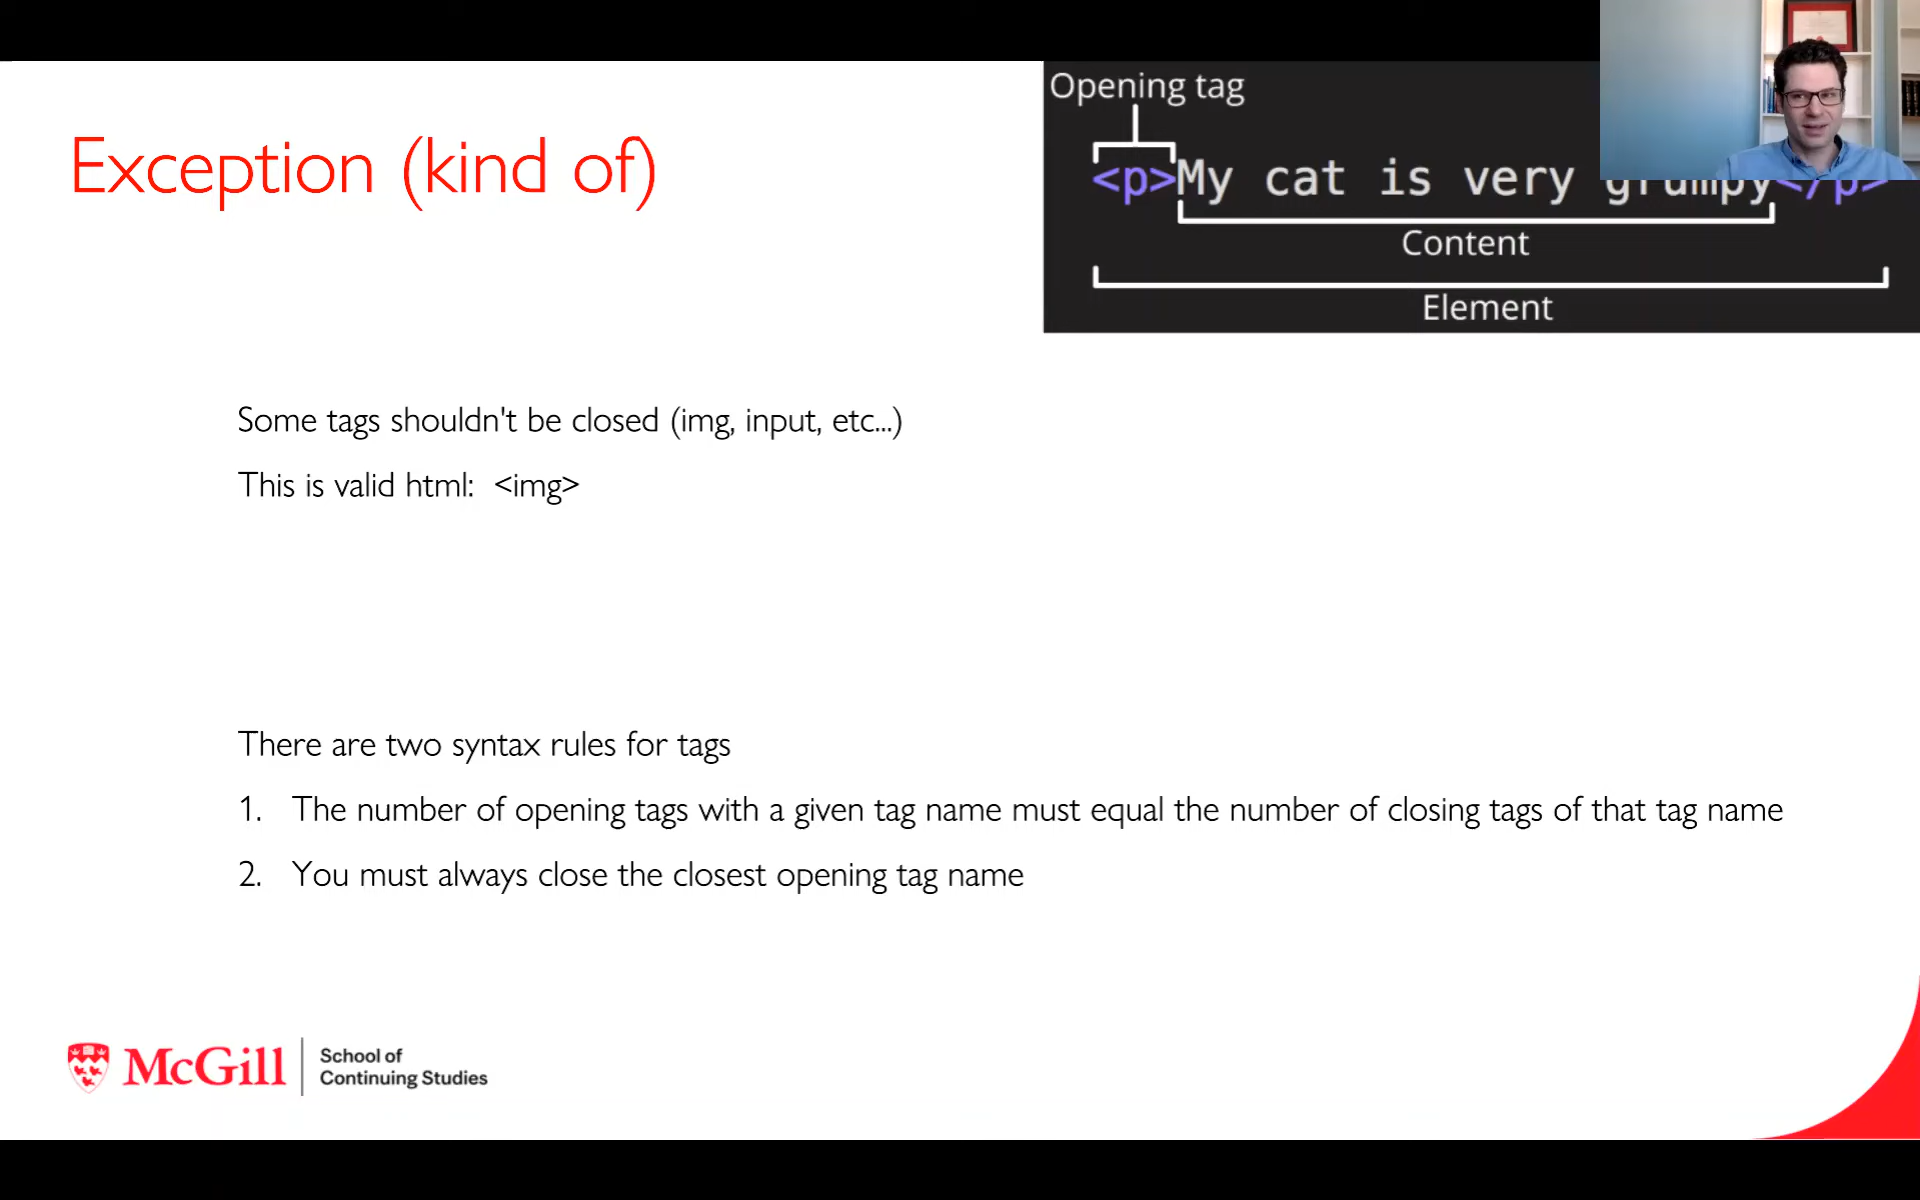 Opening tag
Exception (kind of)
<p>My cat is very grumpy</p>
Content
Element
Some tags shouldn't be closed (img, input, etc...)
This is valid html: <img>
There are two syntax rules for tags
1. The number of opening tags with a given tag name must equal the number of closing tags of that tag name
2. You must always close the closest opening tag name
McGill
School of
Continuing Studies